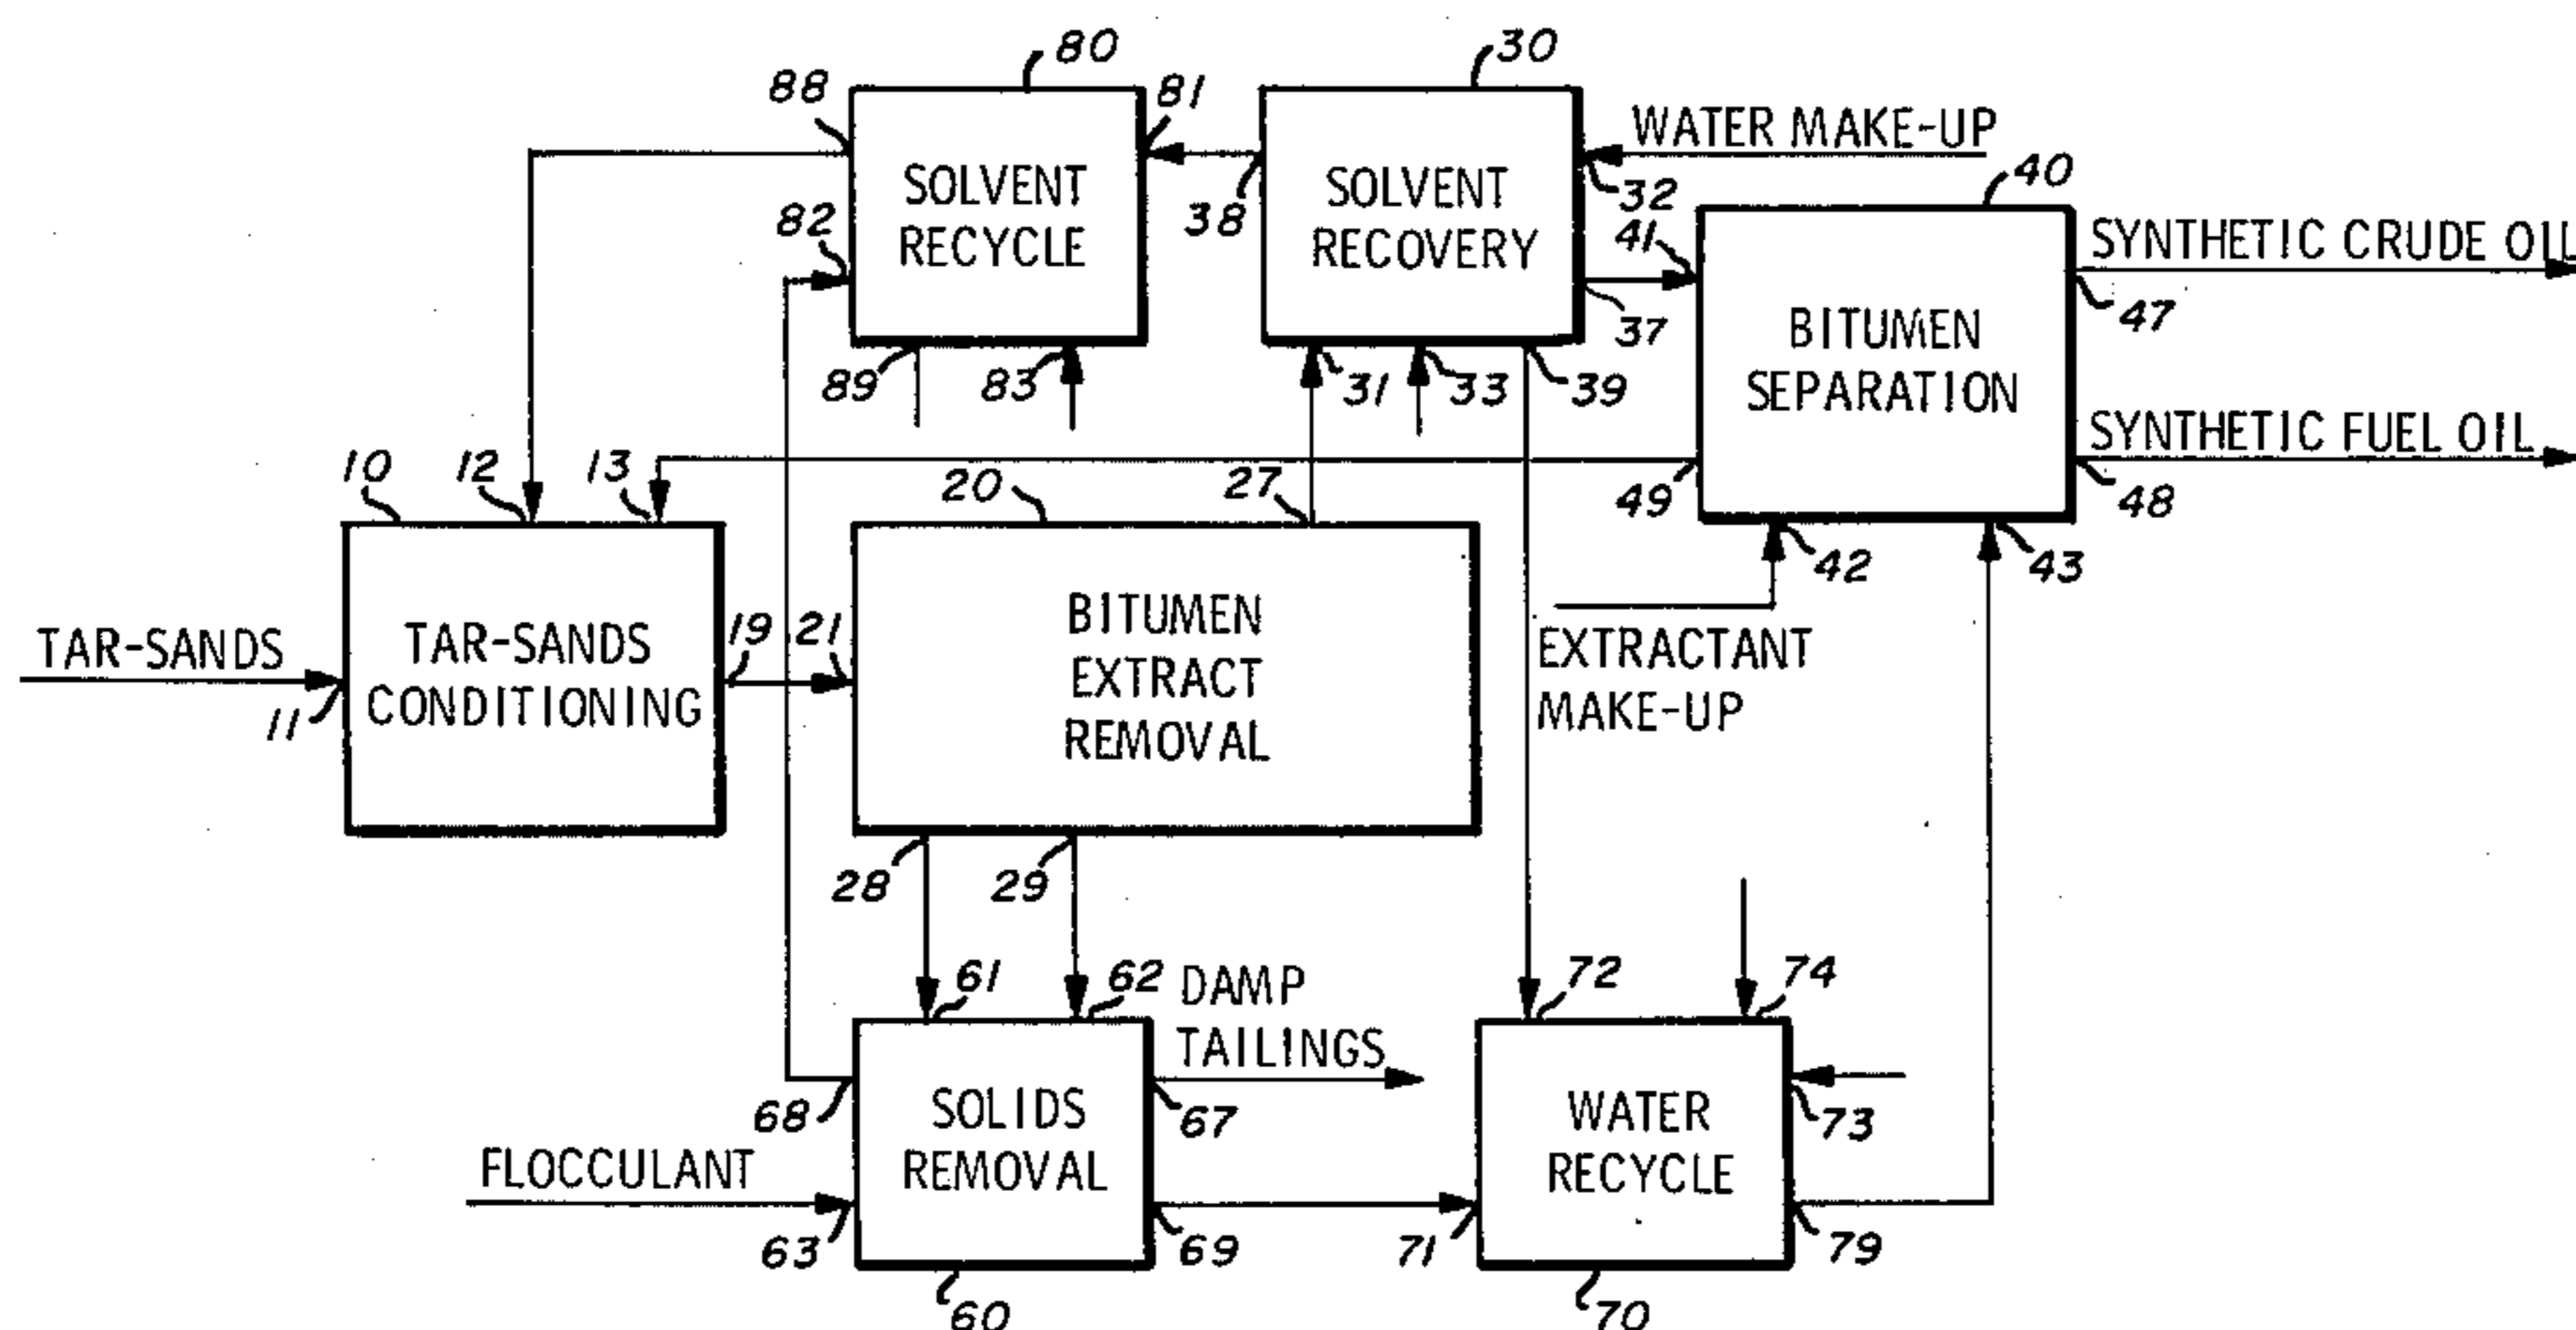 80
30
88
81
WATER MAKE-UP
SOLVENT
RECYCLE
SOLVENT
RECOVERY
32
40
82
38
41
SYNTHETIC CRUDE OIL
47
37
BITUMEN
SEPARATION
89
83
31
33
39
SYNTHETIC FUEL OIL
48
49
10
12
13
20
27
42
43
EXTRACTANT
MAKE-UP
TAR-SANDS
11
TAR-SANDS
CONDITIONING
19
21
BITUMEN
EXTRACT
REMOVAL
28
29
61
62
DAMP
TAILINGS
72
74
68
SOLIDS
REMOVAL
67
WATER
RECYCLE
73
FLOCCULANT
63
69
71
79
60
70